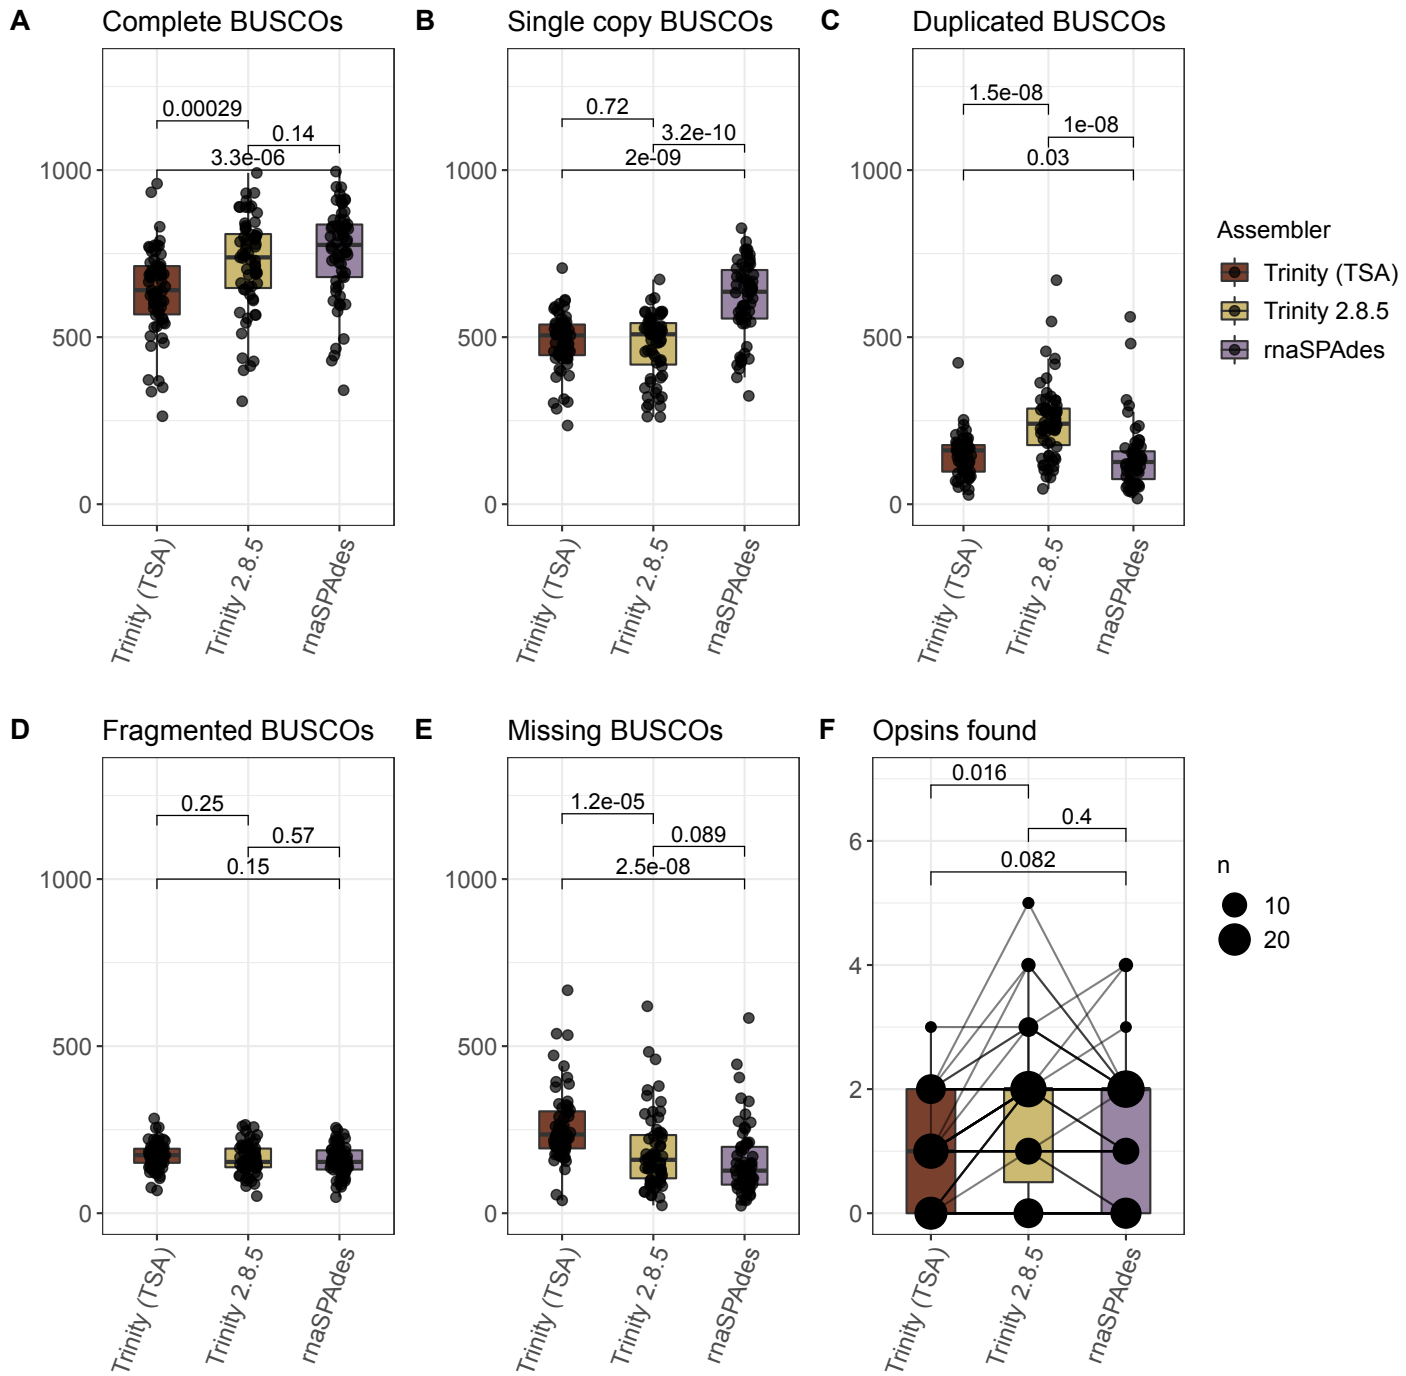 A Complete BUSCOs
0.00029
0.14
3.3e-06
1000
500
0
Trinity (TSA)
Trinity 2.8.5
rnaSPAdes
B Single copy BUSCOs
0.72
3.2e-10
2e-09
1000
500
0
Trinity (TSA)
Trinity 2.8.5
rnaSPAdes
C Duplicated BUSCOs
1.5e-08
1e-08
0.03
1000
500
0
Trinity (TSA)
Trinity 2.8.5
rnaSPAdes
Assembler
Trinity (TSA)
Trinity 2.8.5
rnaSPAdes
D Fragmented BUSCOs
0.25
0.57
0.15
1000
500
0
Trinity (TSA)
Trinity 2.8.5
rnaSPAdes
E Missing BUSCOs
1.2e-05
0.089
2.5e-08
1000
500
0
Trinity (TSA)
Trinity 2.8.5
rnaSPAdes
F Opsins found
0.016
0.4
0.082
6
4
2
0
Trinity (TSA)
Trinity 2.8.5
rnaSPAdes
n
10
20